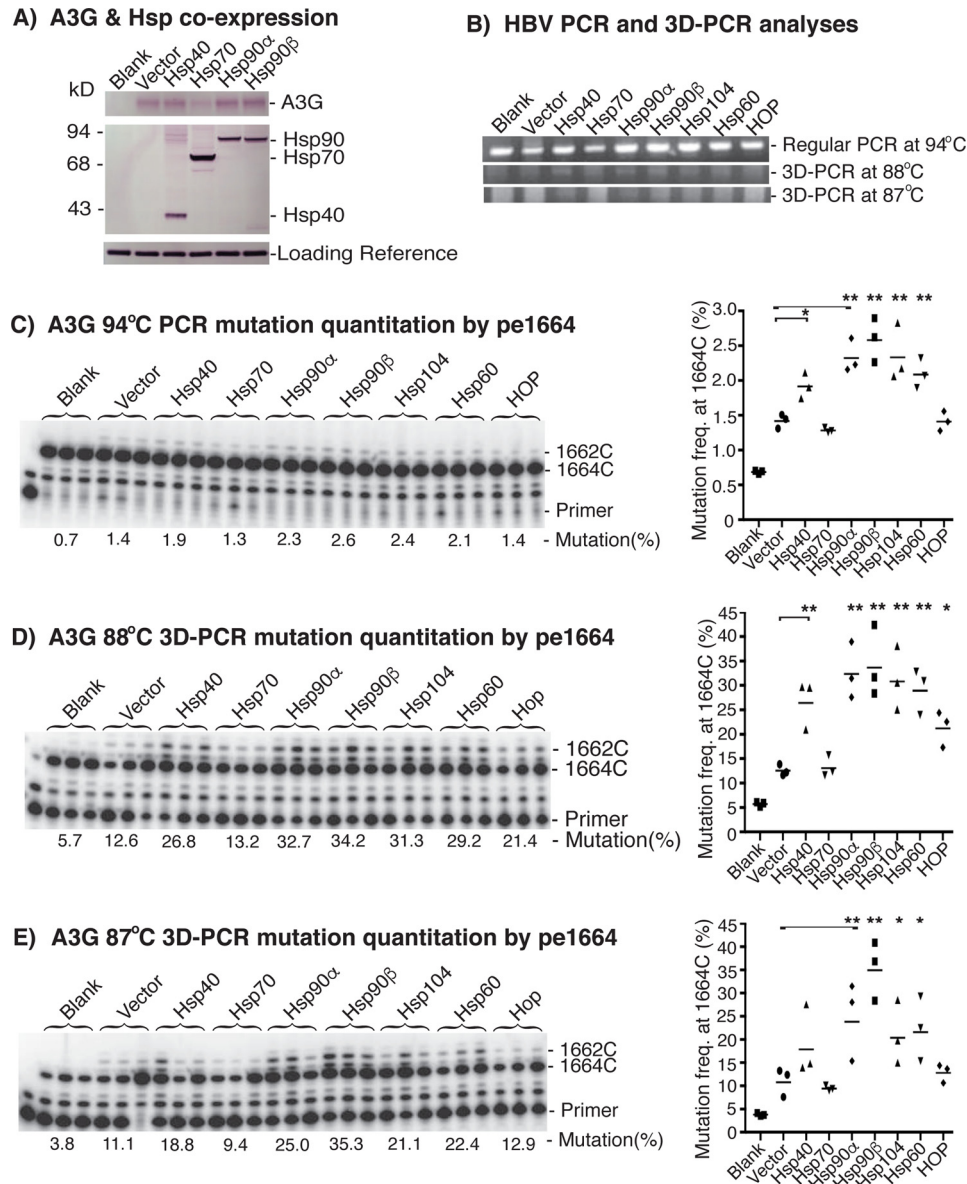 A) A3G & Hsp co-expression
Blank
Vector
Hsp40
Hsp70
Hsp90α
Hsp90β
kD
- A3G
94 -
68 -
43 -
- Hsp90
- Hsp70
- Hsp40
-Loading Reference
B) HBV PCR and 3D-PCR analyses
Blank
Vector
Hsp40
Hsp70
Hsp90α
Hsp90β
Hsp104
Hsp60
HOP
- Regular PCR at 94°C
- 3D-PCR at 88°C
- 3D-PCR at 87°C
C) A3G 94°C PCR mutation quantitation by pe1664
Blank
Vector
Hsp40
Hsp70
Hsp90α
Hsp90β
Hsp104
Hsp60
HOP
- 1662C
- 1664C
- Primer
0.7 1.4 1.9 1.3 2.3 2.6 2.4 2.1 1.4 - Mutation(%)
Mutation freq. at 1664C (%)
3.0
2.5
2.0
1.5
1.0
0.5
0
* ** ** ** **
Blank
Vector
Hsp40
Hsp70
Hsp90α
Hsp90β
Hsp104
Hsp60
HOP
D) A3G 88°C 3D-PCR mutation quantitation by pe1664
Blank
Vector
Hsp40
Hsp70
Hsp90α
Hsp90β
Hsp104
Hsp60
Hop
- 1662C
- 1664C
- Primer
5.7 12.6 26.8 13.2 32.7 34.2 31.3 29.2 21.4 - Mutation(%)
Mutation freq. at 1664C (%)
45
40
35
30
25
20
15
10
5
0
** ** ** ** ** *
Blank
Vector
Hsp40
Hsp70
Hsp90α
Hsp90β
Hsp104
Hsp60
HOP
E) A3G 87°C 3D-PCR mutation quantitation by pe1664
Blank
Vector
Hsp40
Hsp70
Hsp90α
Hsp90β
Hsp104
Hsp60
Hop
- 1662C
- 1664C
- Primer
3.8 11.1 18.8 9.4 25.0 35.3 21.1 22.4 12.9 - Mutation(%)
Mutation freq. at 1664C (%)
45
40
35
30
25
20
15
10
5
0
** ** * *
Blank
Vector
Hsp40
Hsp70
Hsp90α
Hsp90β
Hsp104
Hsp60
HOP